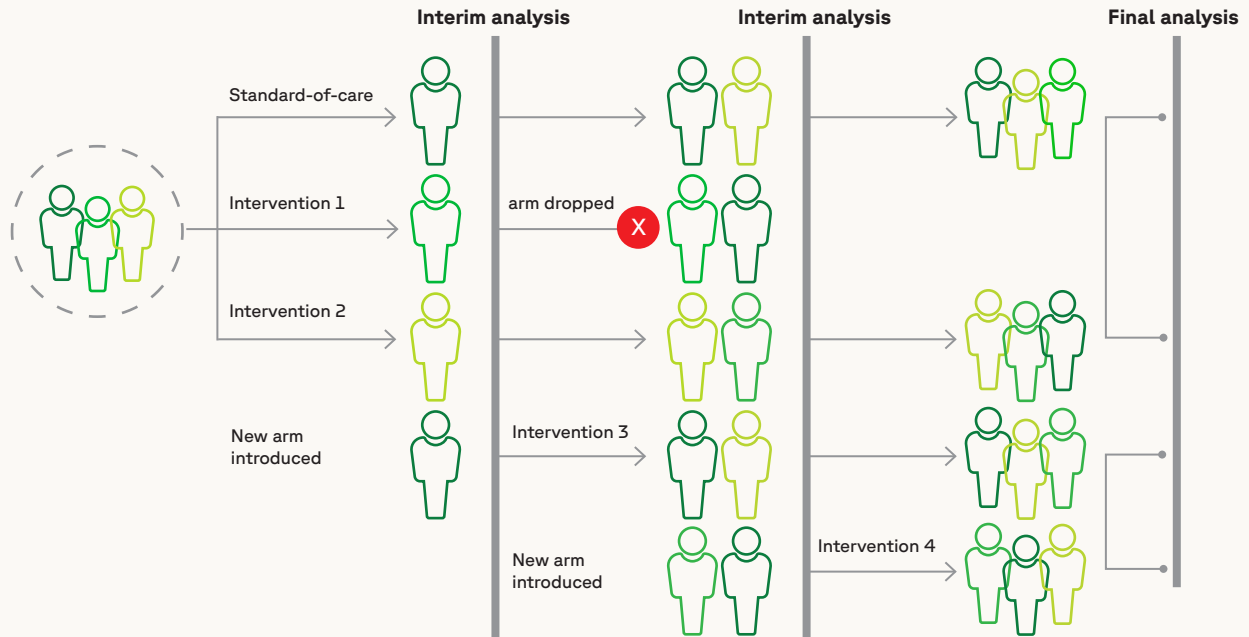 Interim analysis
Interim analysis
Final analysis
Standard-of-care
Intervention 1
arm dropped
X
Intervention 2
New arm
introduced
Intervention 3
New arm
introduced
Intervention 4